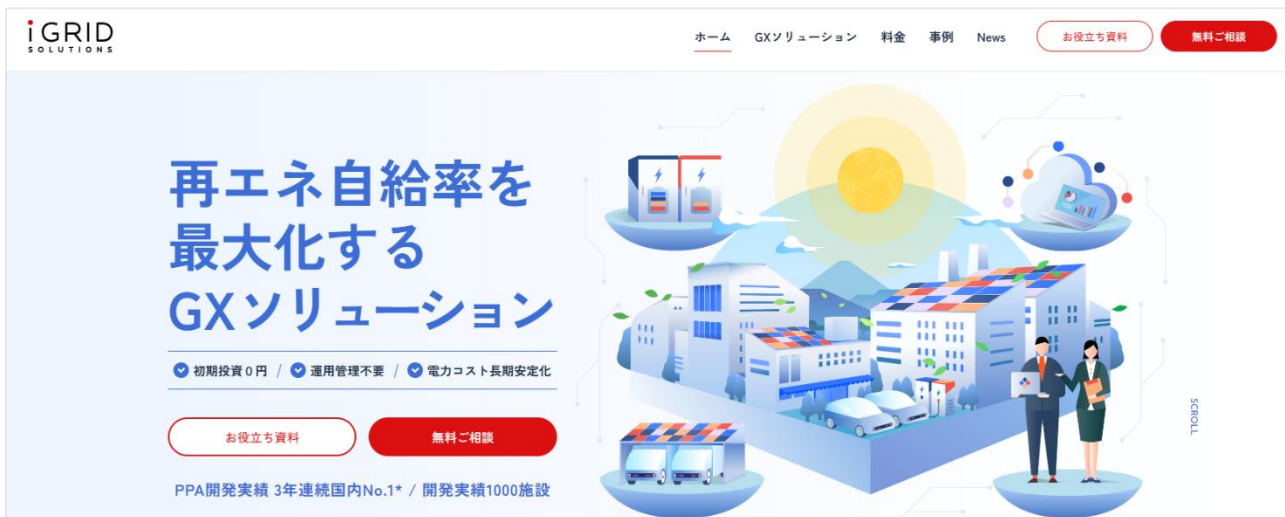 iGRID
SOLUTIONS
ホーム GXソリューション 料金 事例 News お役立ち資料 無料ご相談
再エネ自給率を
最大化する
GXソリューション
初期投資0円 / 運用管理不要 / 電力コスト長期安定化
お役立ち資料 無料ご相談
PPA開発実績 3年連続国内No.1* / 開発実績1000施設
SCROLL